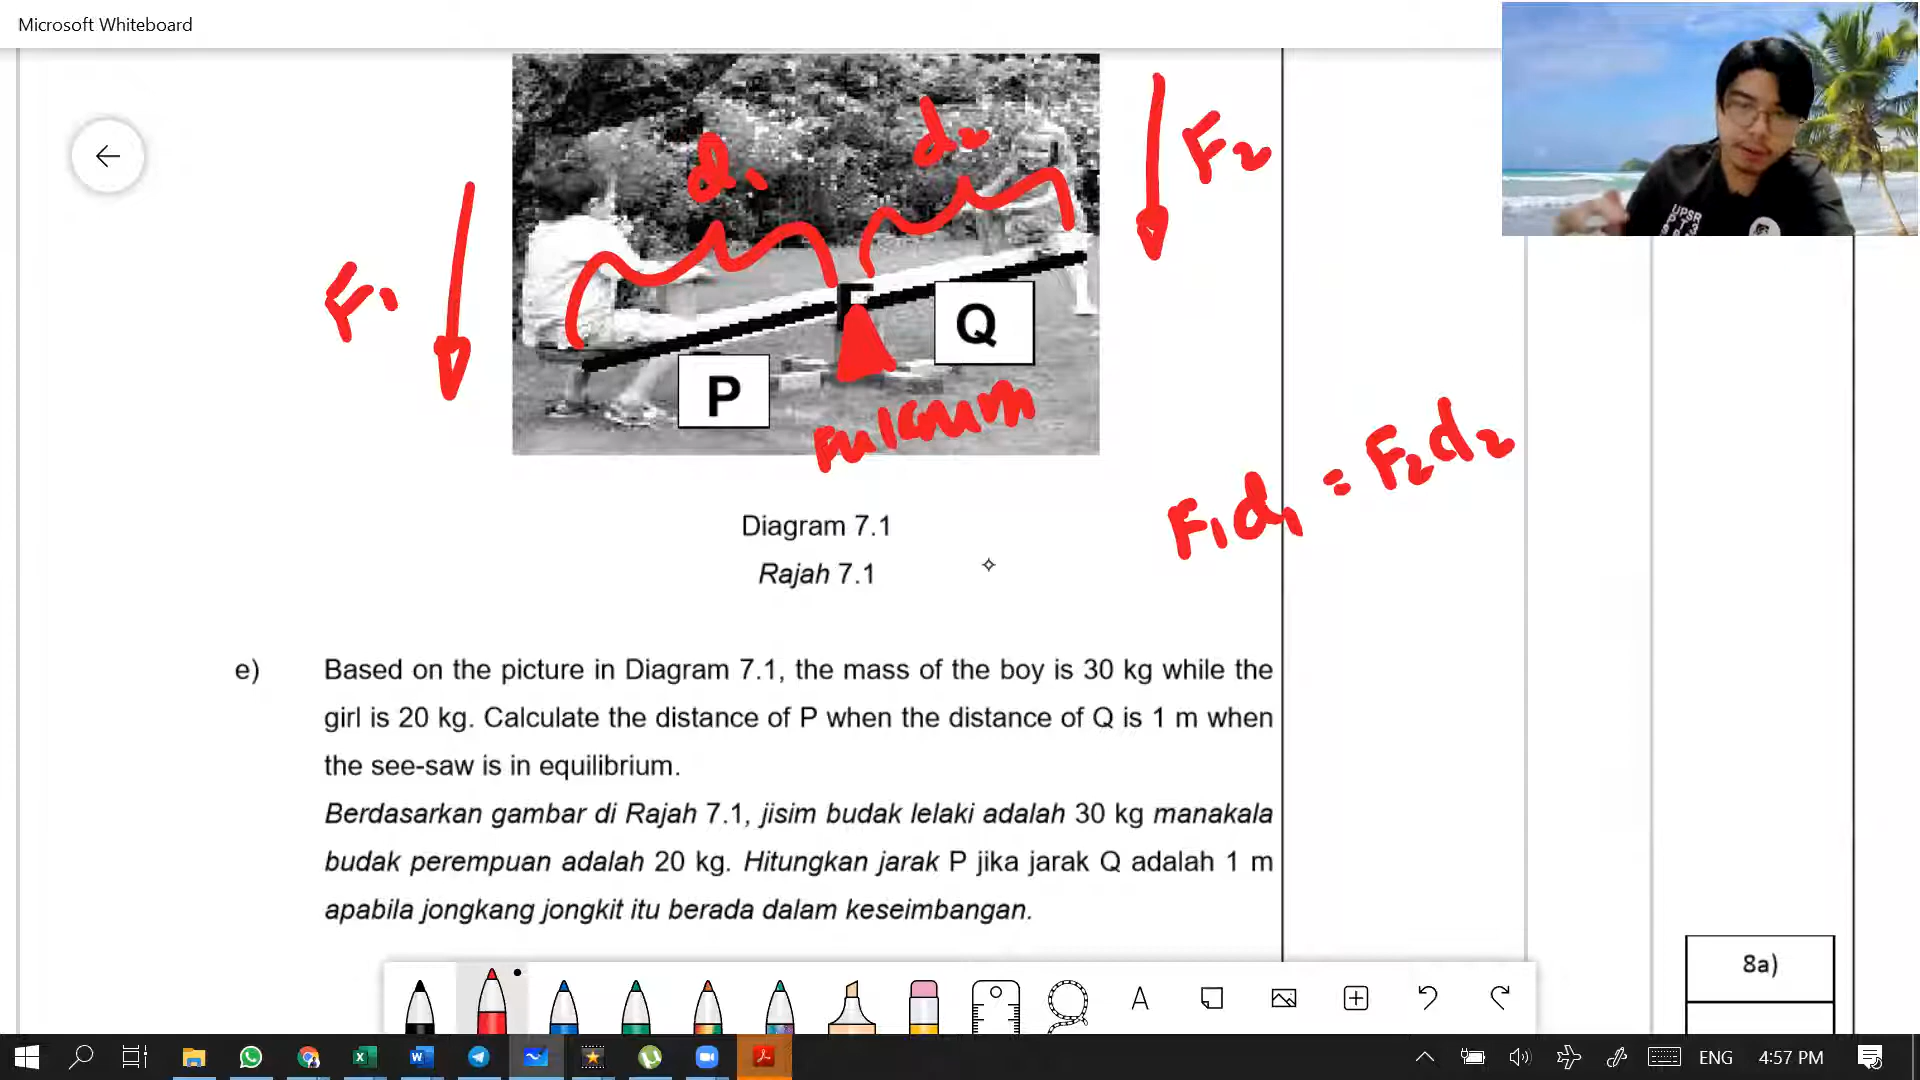 Microsoft Whiteboard
d1
d2
F2
F1
F
Q
P
Fulcrum
F1d1 = F2d2
Diagram 7.1
Rajah 7.1
e) Based on the picture in Diagram 7.1, the mass of the boy is 30 kg while the
girl is 20 kg. Calculate the distance of P when the distance of Q is 1 m when
the see-saw is in equilibrium.
Berdasarkan gambar di Rajah 7.1, jisim budak lelaki adalah 30 kg manakala
budak perempuan adalah 20 kg. Hitungkan jarak P jika jarak Q adalah 1 m
apabila jongkang jongkit itu berada dalam keseimbangan.
8a)
ENG
4:57 PM
UPSR